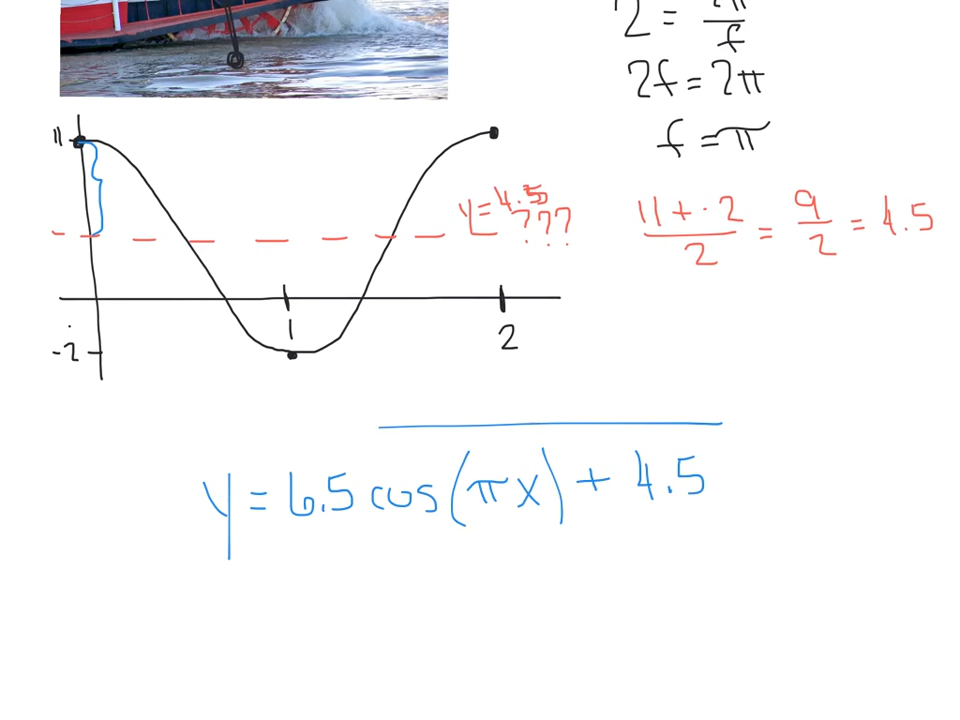 2 = π/f
2f = 2π
f = π
11
y = 4.5
???
11 + -2 / 2 = 9/2 = 4.5
1
2
-2
y = 6.5 cos(πx) + 4.5